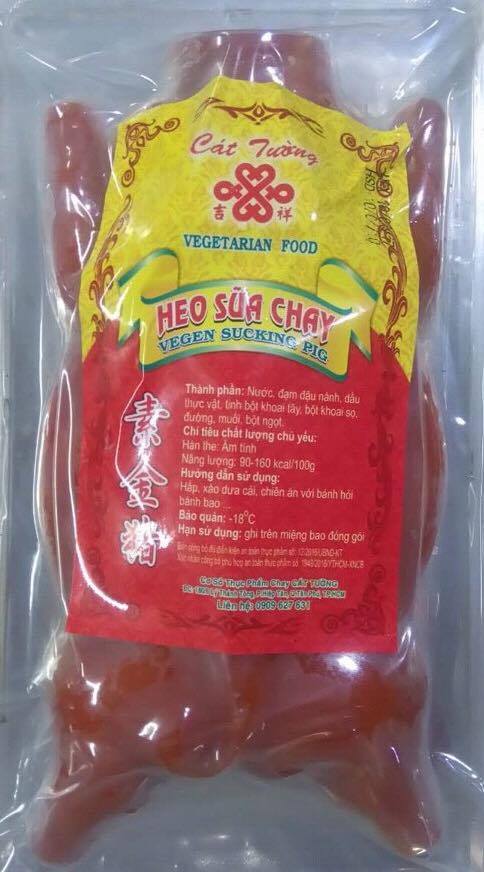 Cát Tường
吉 祥
VEGETARIAN FOOD
HEO SỮA CHAY
VEGEN SUCKING PIG
素金豬
Thành phần: Nước, đạm đậu nành, dầu
thực vật, tinh bột khoai tây, bột khoai sọ,
đường, muối, bột ngọt.
Chỉ tiêu chất lượng chủ yếu:
Hàn the: Âm tính
Năng lượng: 90-160 kcal/100g
Hướng dẫn sử dụng:
Hấp, xào dưa cải, chiên ăn với bánh hỏi
bánh bao ...
Bảo quản: -18°C
Hạn sử dụng: ghi trên miệng bao đóng gói
Cơ Sở Thực Phẩm Chay CÁT TƯỜNG
Liên hệ: 0909 627 631